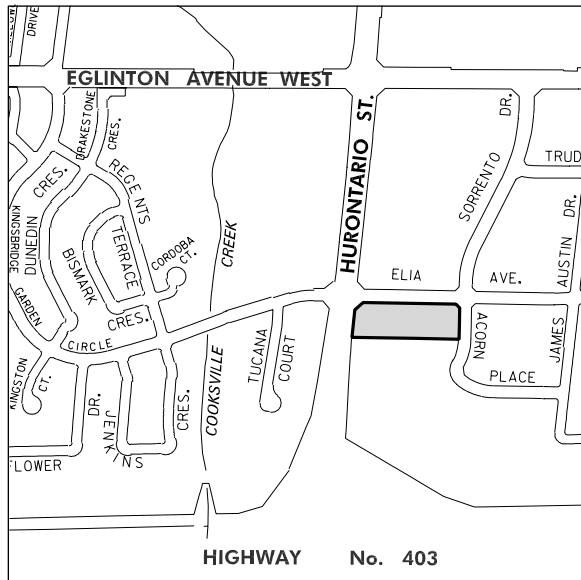 DRIVE
EGLINTON AVENUE WEST
DRAKESTONE
CRES.
HURONTARIO ST.
SORRENTO
DR.
TRUD
REGENTS
TERRACE
CRES.
DUNEDIN
KINGSBRIDGE
GARDEN
CIRCLE
BISMARK
CRES.
CORDOBA
CT.
COOKSVILLE
CREEK
ELIA
AVE.
AUSTIN
DR.
JAMES
ACORN
PLACE
TUCANA
COURT
KINGSTON
CT.
DR.
JENKINS
CRES.
FLOWER
HIGHWAY No. 403